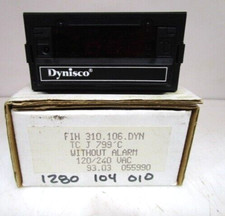 Dynisco
FIH 310.106.DYN
TC J 799°C
WITHOUT ALARM
120/240 VAC
93.03 055990
1280 104 010